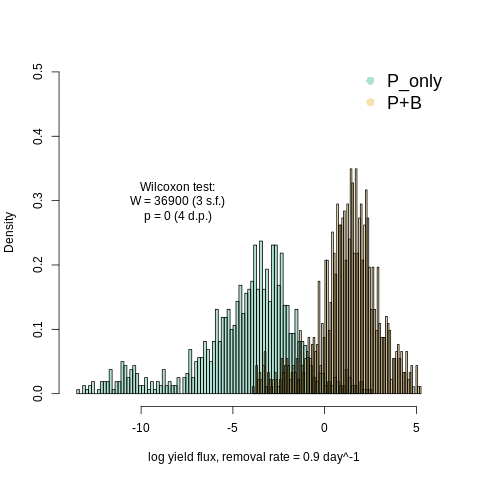 P_only
P+B
Wilcoxon test:
W = 36900 (3 s.f.)
p = 0 (4 d.p.)
Density
0.5
0.4
0.3
0.2
0.1
0.0
-10 -5 0 5
log yield flux, removal rate = 0.9 day^-1